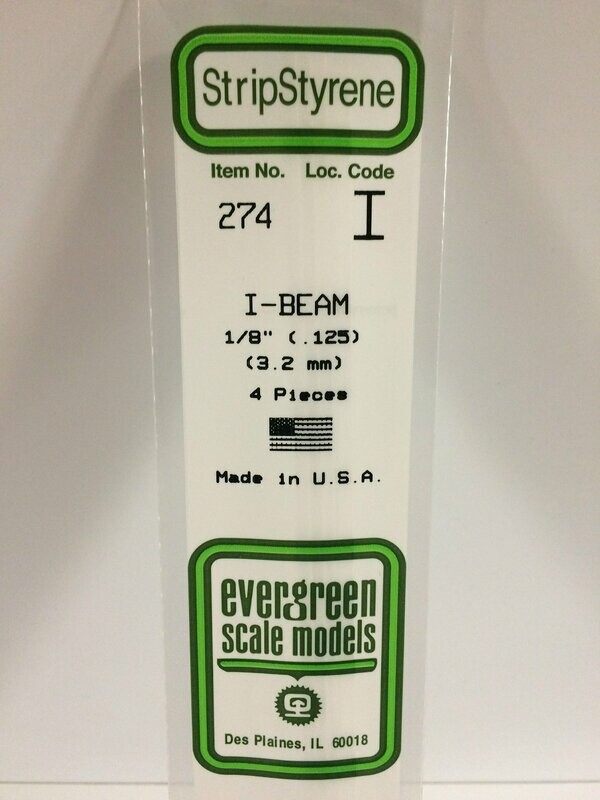 StripStyrene
Item No. Loc. Code
274 I
I-BEAM
1/8" (.125)
(3.2 mm)
4 Pieces
Made in U.S.A.
evergreen
scale models
Des Plaines, IL 60018